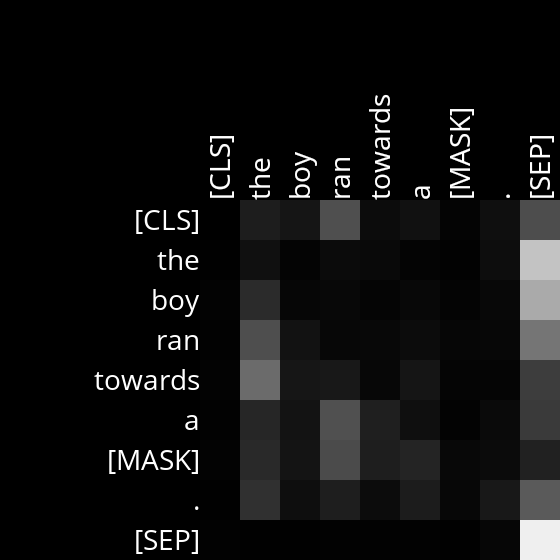 [CLS] the boy ran towards a [MASK] . [SEP]
[CLS]
the
boy
ran
towards
a
[MASK]
.
[SEP]